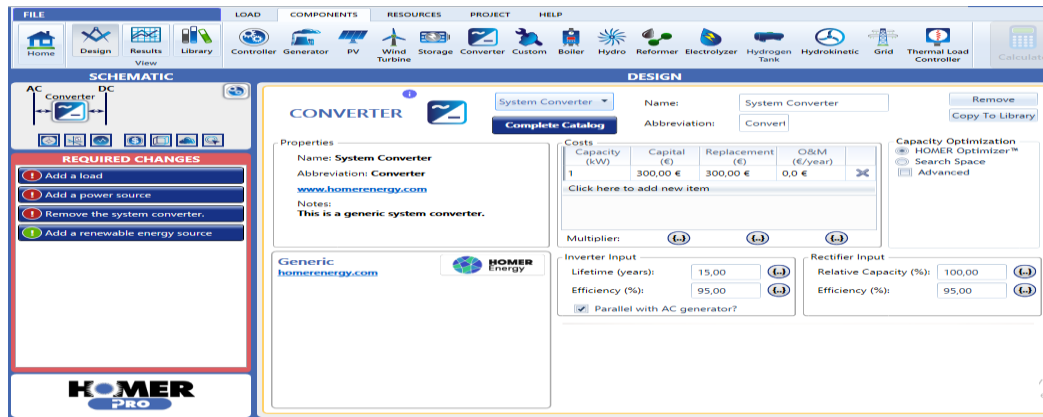 FILE
LOAD COMPONENTS RESOURCES PROJECT HELP
Home Design Results Library Controller Generator PV Wind Turbine Storage Converter Custom Boiler Hydro Reformer Electrolyzer Hydrogen Tank Hydrokinetic Grid Thermal Load Controller Calculat
View
SCHEMATIC
DESIGN
AC DC
Converter
REQUIRED CHANGES
Add a load
Add a power source
Remove the system converter.
Add a renewable energy source
HOMER
PRO
CONVERTER
System Converter
Complete Catalog
Name: System Converter
Abbreviation: Convert
Remove
Copy To Library
Properties
Name: System Converter
Abbreviation: Converter
www.homerenergy.com
Notes:
This is a generic system converter.
Costs
Capacity (kW) Capital (€) Replacement (€) O&M (€/year)
1 300,00 € 300,00 € 0,0 €
Click here to add new item
Multiplier: (..) (..) (..)
Capacity Optimization
HOMER Optimizer™
Search Space
Advanced
Generic
homerenergy.com
HOMER
Energy
Inverter Input
Lifetime (years): 15,00 (..)
Efficiency (%): 95,00 (..)
Parallel with AC generator?
Rectifier Input
Relative Capacity (%): 100,00 (..)
Efficiency (%): 95,00 (..)